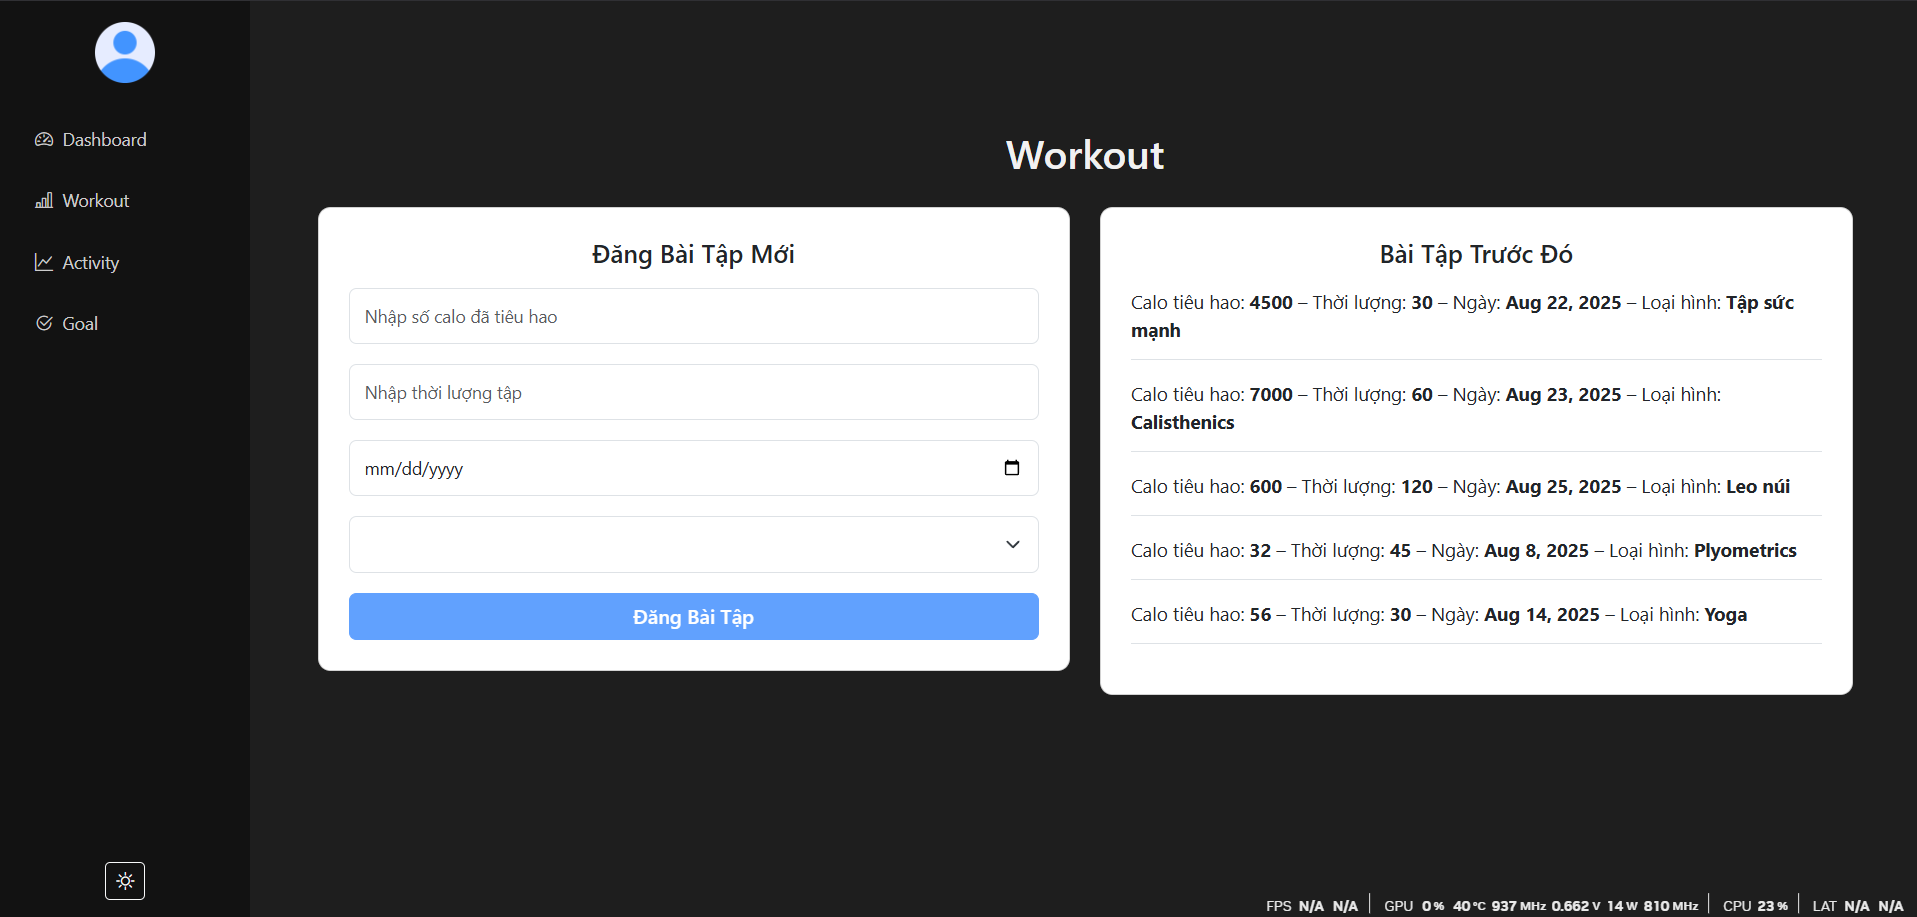 Dashboard
Workout
Activity
Goal
Workout
Đăng Bài Tập Mới
Nhập số calo đã tiêu hao
Nhập thời lượng tập
mm/dd/yyyy
Đăng Bài Tập
Bài Tập Trước Đó
Calo tiêu hao: 4500 – Thời lượng: 30 – Ngày: Aug 22, 2025 – Loại hình: Tập sức
mạnh
Calo tiêu hao: 7000 – Thời lượng: 60 – Ngày: Aug 23, 2025 – Loại hình:
Calisthenics
Calo tiêu hao: 600 – Thời lượng: 120 – Ngày: Aug 25, 2025 – Loại hình: Leo núi
Calo tiêu hao: 32 – Thời lượng: 45 – Ngày: Aug 8, 2025 – Loại hình: Plyometrics
Calo tiêu hao: 56 – Thời lượng: 30 – Ngày: Aug 14, 2025 – Loại hình: Yoga
FPS N/A N/A | GPU 0 % 40 °C 937 MHz 0.662 V 14 W 810 MHz | CPU 23 % | LAT N/A N/A